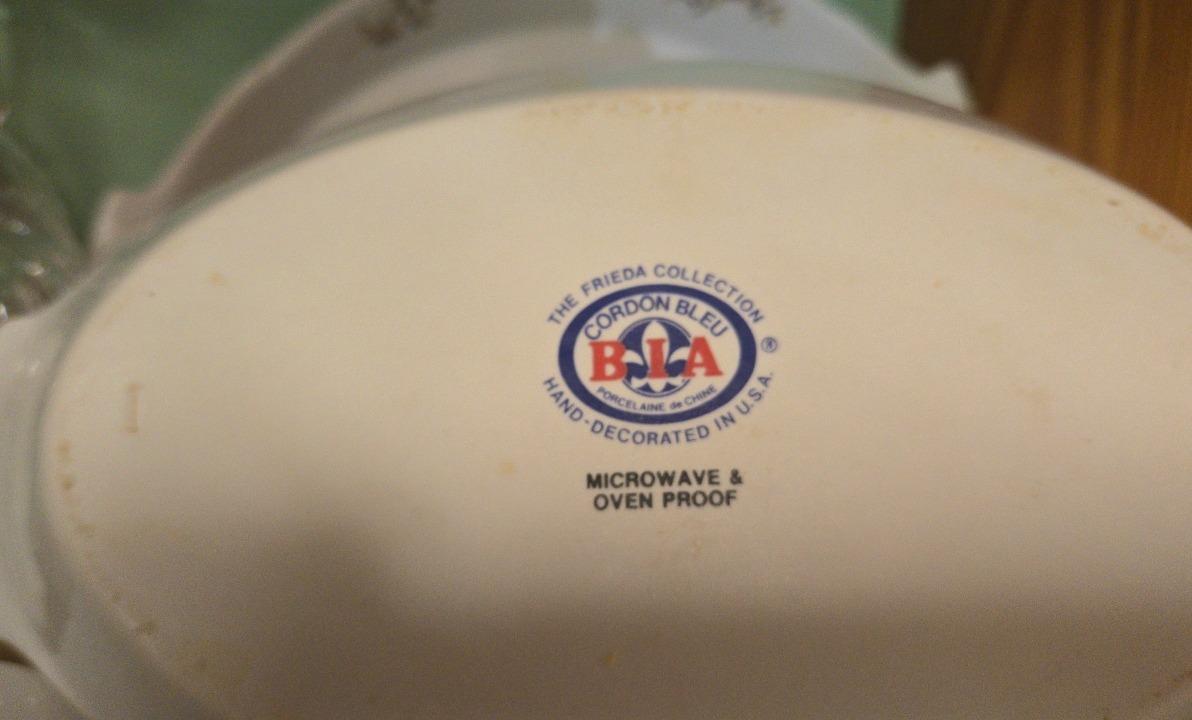 THE FRIEDA COLLECTION
CORDON BLEU
®
BIA
PORCELAINE de CHINE
HAND-DECORATED IN U.S.A.
MICROWAVE &
OVEN PROOF